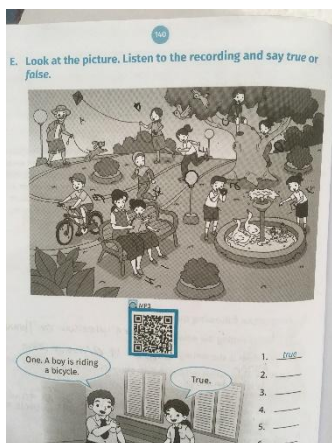 140
E. Look at the picture. Listen to the recording and say true or
false.
MP3
One. A boy is riding
a bicycle.
True.
1. true
2.
3.
4.
5.